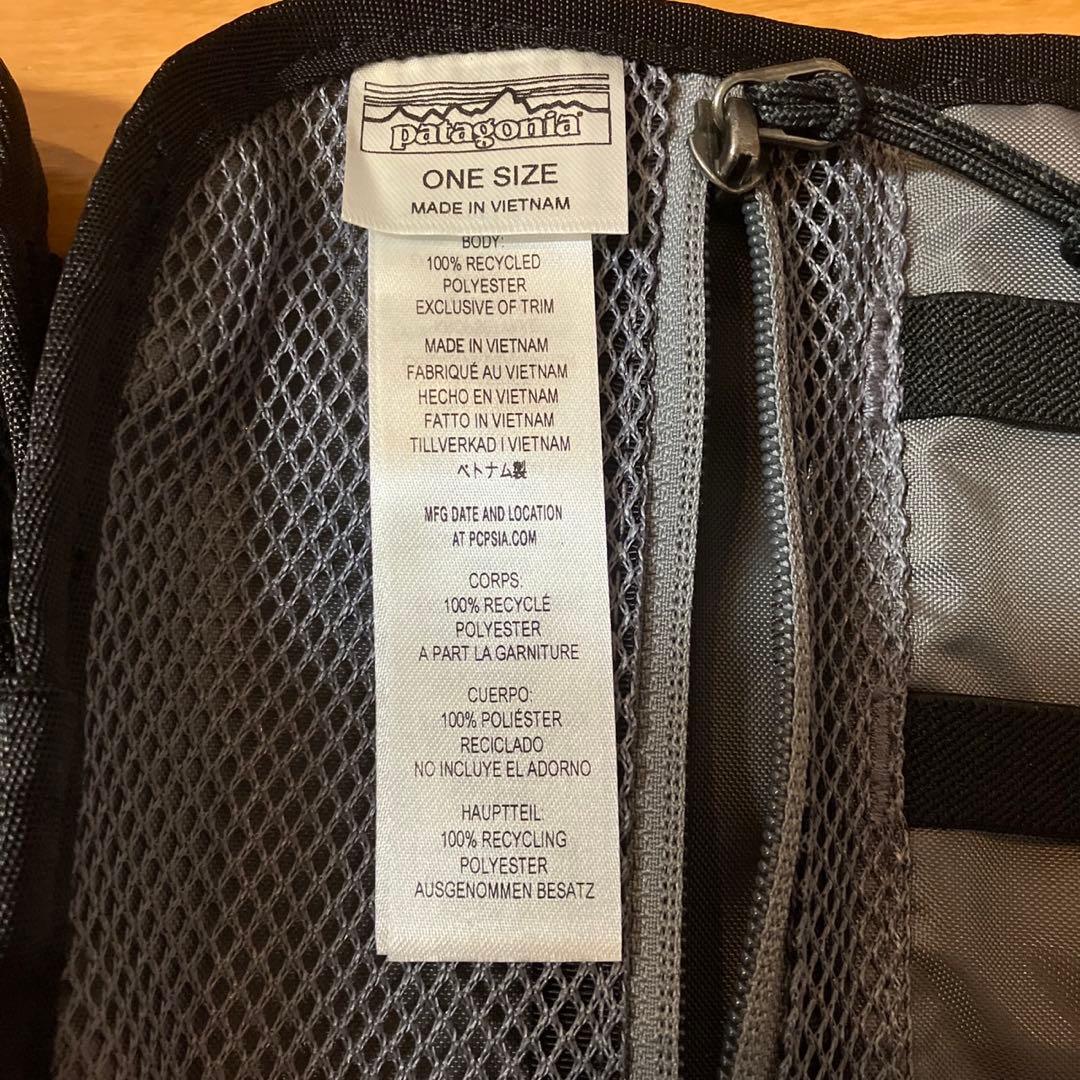 patagonia
ONE SIZE
MADE IN VIETNAM
BODY:
100% RECYCLED
POLYESTER
EXCLUSIVE OF TRIM
MADE IN VIETNAM
FABRIQUÉ AU VIETNAM
HECHO EN VIETNAM
FATTO IN VIETNAM
TILLVERKAD I VIETNAM
ベトナム製
MFG DATE AND LOCATION
AT PCPSIA.COM
CORPS:
100% RECYCLÉ
POLYESTER
A PART LA GARNITURE
CUERPO:
100% POLIÉSTER
RECICLADO
NO INCLUYE EL ADORNO
HAUPTTEIL:
100% RECYCLING
POLYESTER
AUSGENOMMEN BESATZ